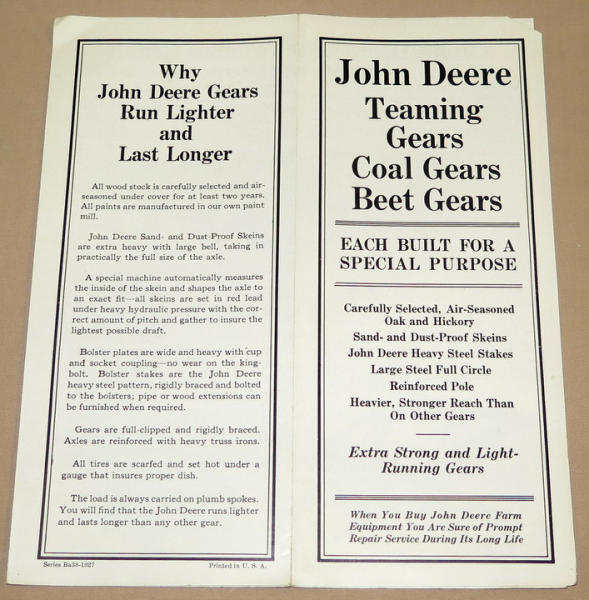 Why
John Deere Gears
Run Lighter
and
Last Longer
All wood stock is carefully selected and air-
seasoned under cover for at least two years.
All paints are manufactured in our own paint
mill.
John Deere Sand- and Dust-Proof Skeins
are extra heavy with large bell, taking in
practically the full size of the axle.
A special machine automatically measures
the inside of the skein and shapes the axle to
an exact fit—all skeins are set in red lead
under heavy hydraulic pressure with the cor-
rect amount of pitch and gather to insure the
lightest possible draft.
Bolster plates are wide and heavy with cup
and socket coupling—no wear on the king-
bolt. Bolster stakes are the John Deere
heavy steel pattern, rigidly braced and bolted
to the bolsters; pipe or wood extensions can
be furnished when required.
Gears are full-clipped and rigidly braced.
Axles are reinforced with heavy truss irons.
All tires are scarfed and set hot under a
gauge that insures proper dish.
The load is always carried on plumb spokes.
You will find that the John Deere runs lighter
and lasts longer than any other gear.
Series Ba38-1927 Printed in U. S. A.
John Deere
Teaming
Gears
Coal Gears
Beet Gears
EACH BUILT FOR A
SPECIAL PURPOSE
Carefully Selected, Air-Seasoned
Oak and Hickory
Sand- and Dust-Proof Skeins
John Deere Heavy Steel Stakes
Large Steel Full Circle
Reinforced Pole
Heavier, Stronger Reach Than
On Other Gears
Extra Strong and Light-
Running Gears
When You Buy John Deere Farm
Equipment You Are Sure of Prompt
Repair Service During Its Long Life